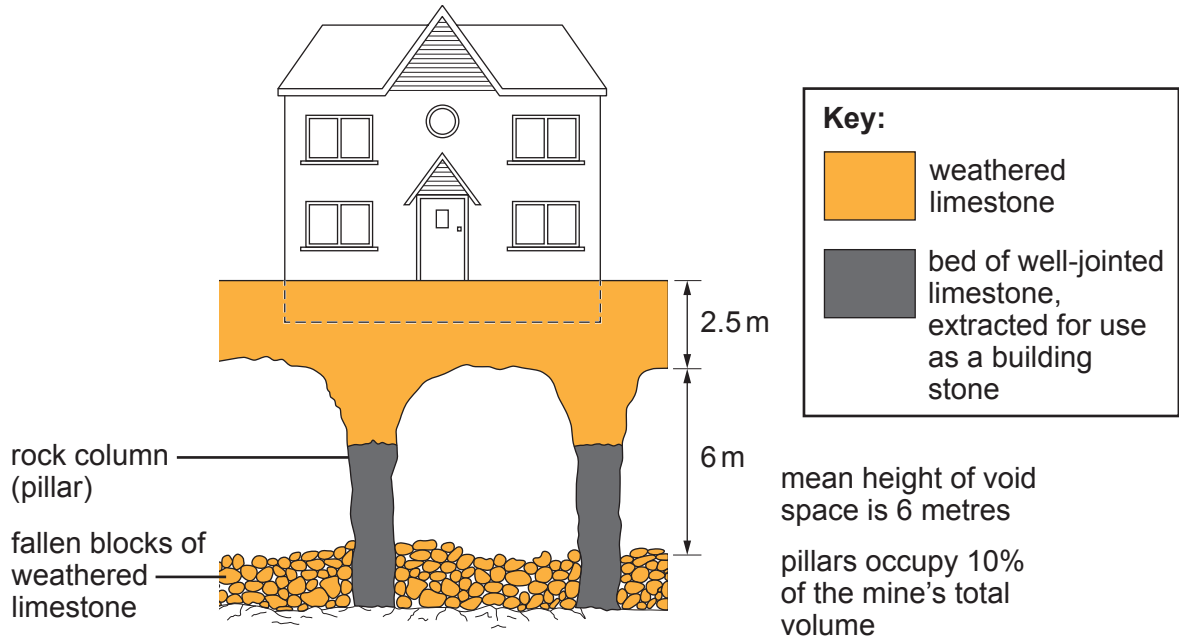 Key:
weathered
limestone
bed of well-jointed
limestone,
extracted for use
as a building
stone
2.5 m
6 m
rock column
(pillar)
fallen blocks of
weathered
limestone
mean height of void
space is 6 metres
pillars occupy 10%
of the mine’s total
volume